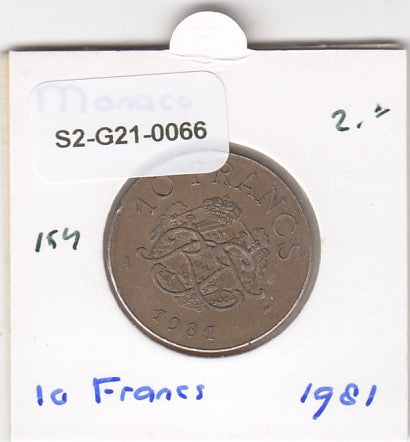 Monaco
S2-G21-0066
2.-
154
10 FRANCS
1981
10 Francs 1981